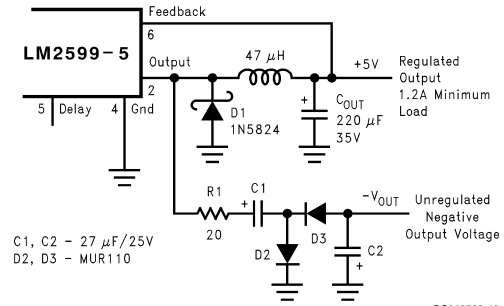 Feedback
LM2599-5
6
Output
47 μH
+5V
Regulated
Output
1.2A Minimum
Load
2
5 Delay 4 Gnd
D1
1N5824
+
COUT
220 μF
35V
R1
20
+ C1
D2
D3
-VOUT
Unregulated
Negative
Output Voltage
C2
+
C1, C2 - 27 μF/25V
D2, D3 - MUR110